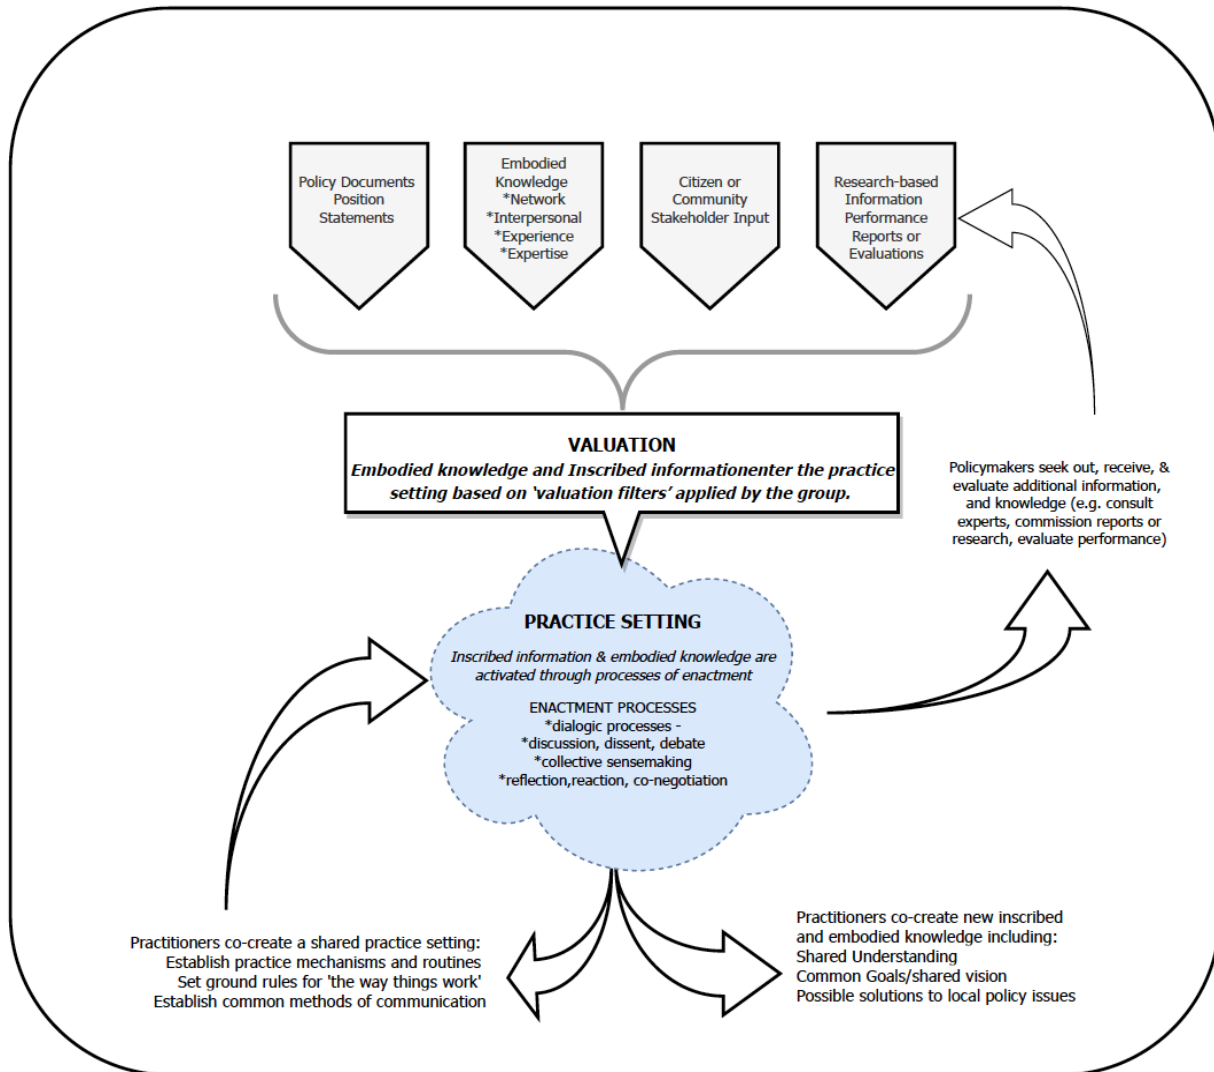 Policy Documents
Position
Statements
Embodied
Knowledge
*Network
*Interpersonal
*Experience
*Expertise
Citizen or
Community
Stakeholder Input
Research-based
Information
Performance
Reports or
Evaluations
VALUATION
Embodied knowledge and Inscribed informationenter the practice
setting based on ‘valuation filters’ applied by the group.
Policymakers seek out, receive, &
evaluate additional information,
and knowledge (e.g. consult
experts, commission reports or
research, evaluate performance)
PRACTICE SETTING
Inscribed information & embodied knowledge are
activated through processes of enactment
ENACTMENT PROCESSES
*dialogic processes -
*discussion, dissent, debate
*collective sensemaking
*reflection,reaction, co-negotiation
Practitioners co-create a shared practice setting:
Establish practice mechanisms and routines
Set ground rules for 'the way things work'
Establish common methods of communication
Practitioners co-create new inscribed
and embodied knowledge including:
Shared Understanding
Common Goals/shared vision
Possible solutions to local policy issues